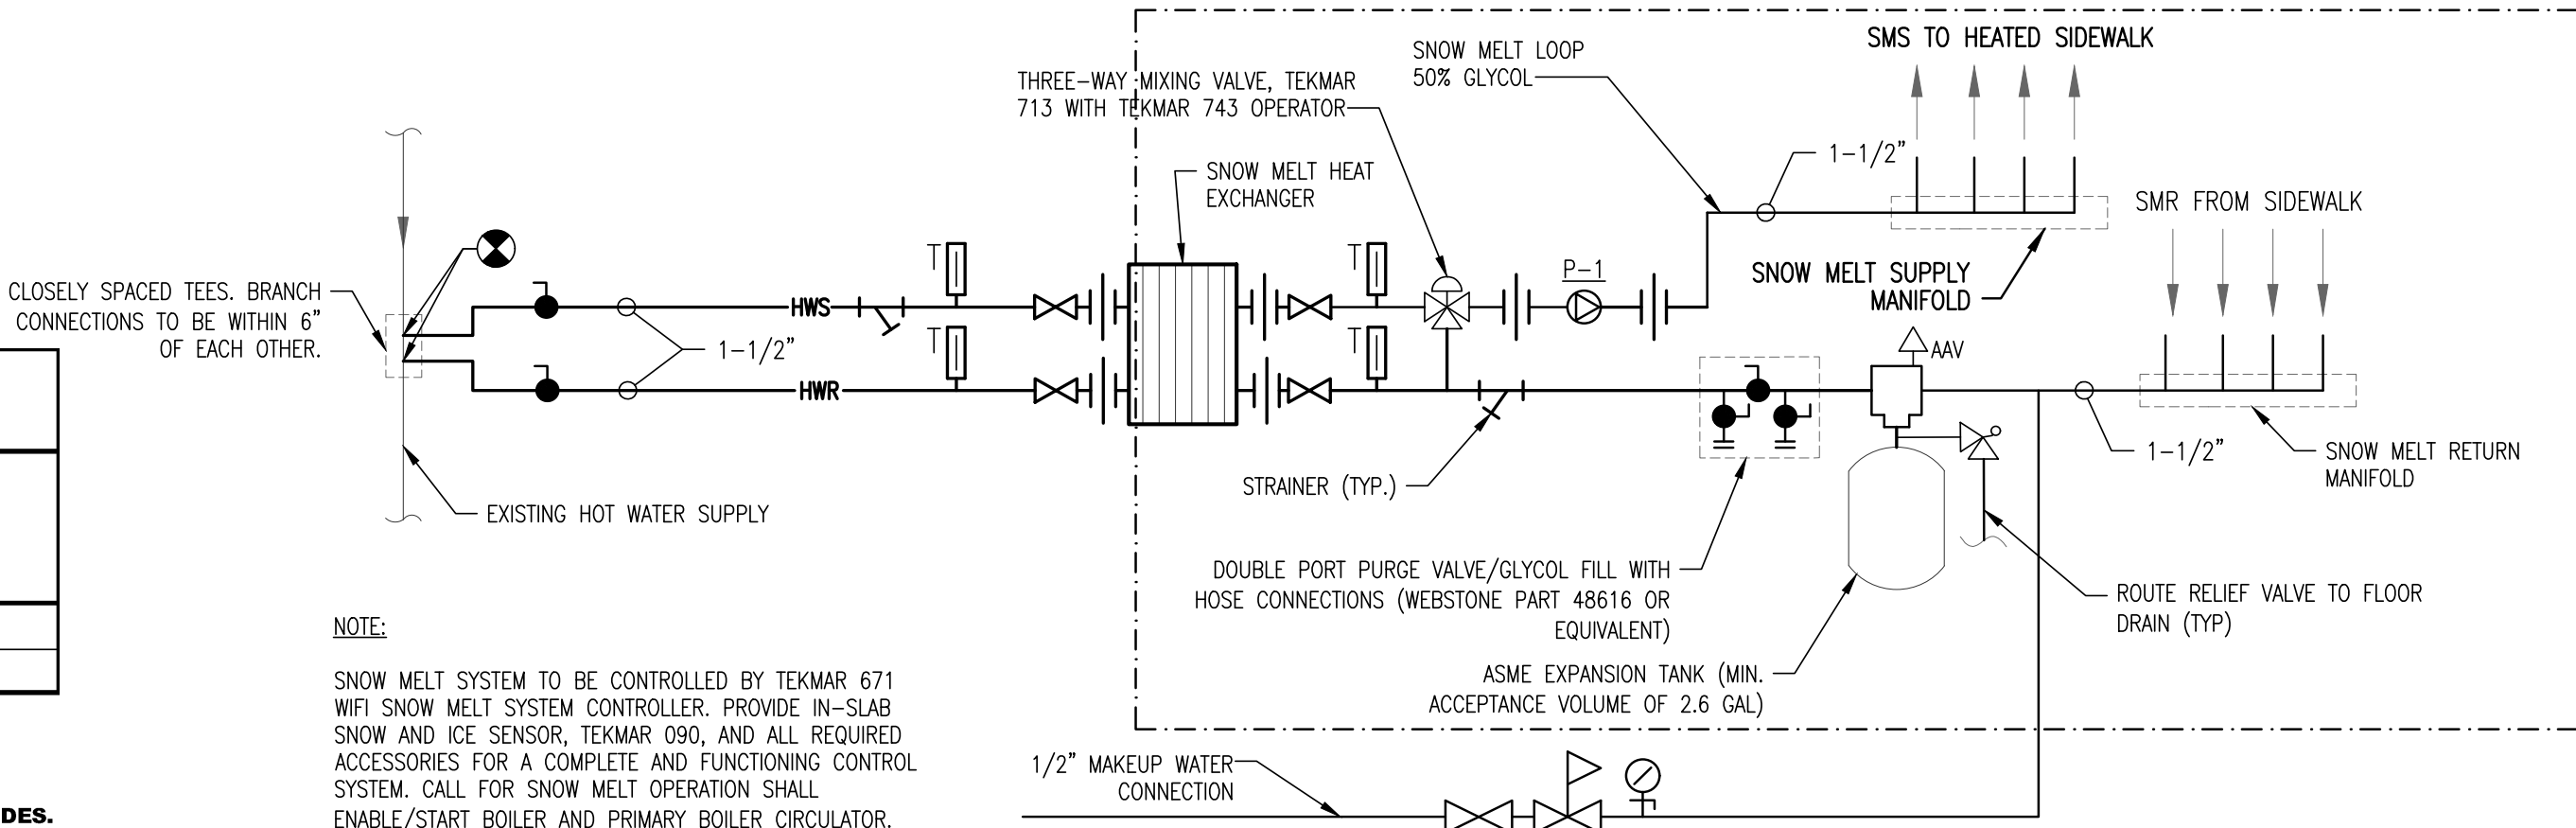 SMS TO HEATED SIDEWALK
SNOW MELT LOOP
50% GLYCOL
THREE-WAY MIXING VALVE, TEKMAR
713 WITH TEKMAR 743 OPERATOR
1-1/2"
SNOW MELT HEAT
EXCHANGER
SMR FROM SIDEWALK
T
T
P-1
SNOW MELT SUPPLY
MANIFOLD
CLOSELY SPACED TEES. BRANCH
CONNECTIONS TO BE WITHIN 6"
OF EACH OTHER.
HWS
1-1/2"
T
T
AAV
HWR
1-1/2"
SNOW MELT RETURN
MANIFOLD
STRAINER (TYP.)
EXISTING HOT WATER SUPPLY
DOUBLE PORT PURGE VALVE/GLYCOL FILL WITH
HOSE CONNECTIONS (WEBSTONE PART 48616 OR
EQUIVALENT)
ROUTE RELIEF VALVE TO FLOOR
DRAIN (TYP)
ASME EXPANSION TANK (MIN.
ACCEPTANCE VOLUME OF 2.6 GAL)
NOTE:
SNOW MELT SYSTEM TO BE CONTROLLED BY TEKMAR 671
WIFI SNOW MELT SYSTEM CONTROLLER. PROVIDE IN-SLAB
SNOW AND ICE SENSOR, TEKMAR 090, AND ALL REQUIRED
ACCESSORIES FOR A COMPLETE AND FUNCTIONING CONTROL
SYSTEM. CALL FOR SNOW MELT OPERATION SHALL
ENABLE/START BOILER AND PRIMARY BOILER CIRCULATOR.
1/2" MAKEUP WATER
CONNECTION
DES.